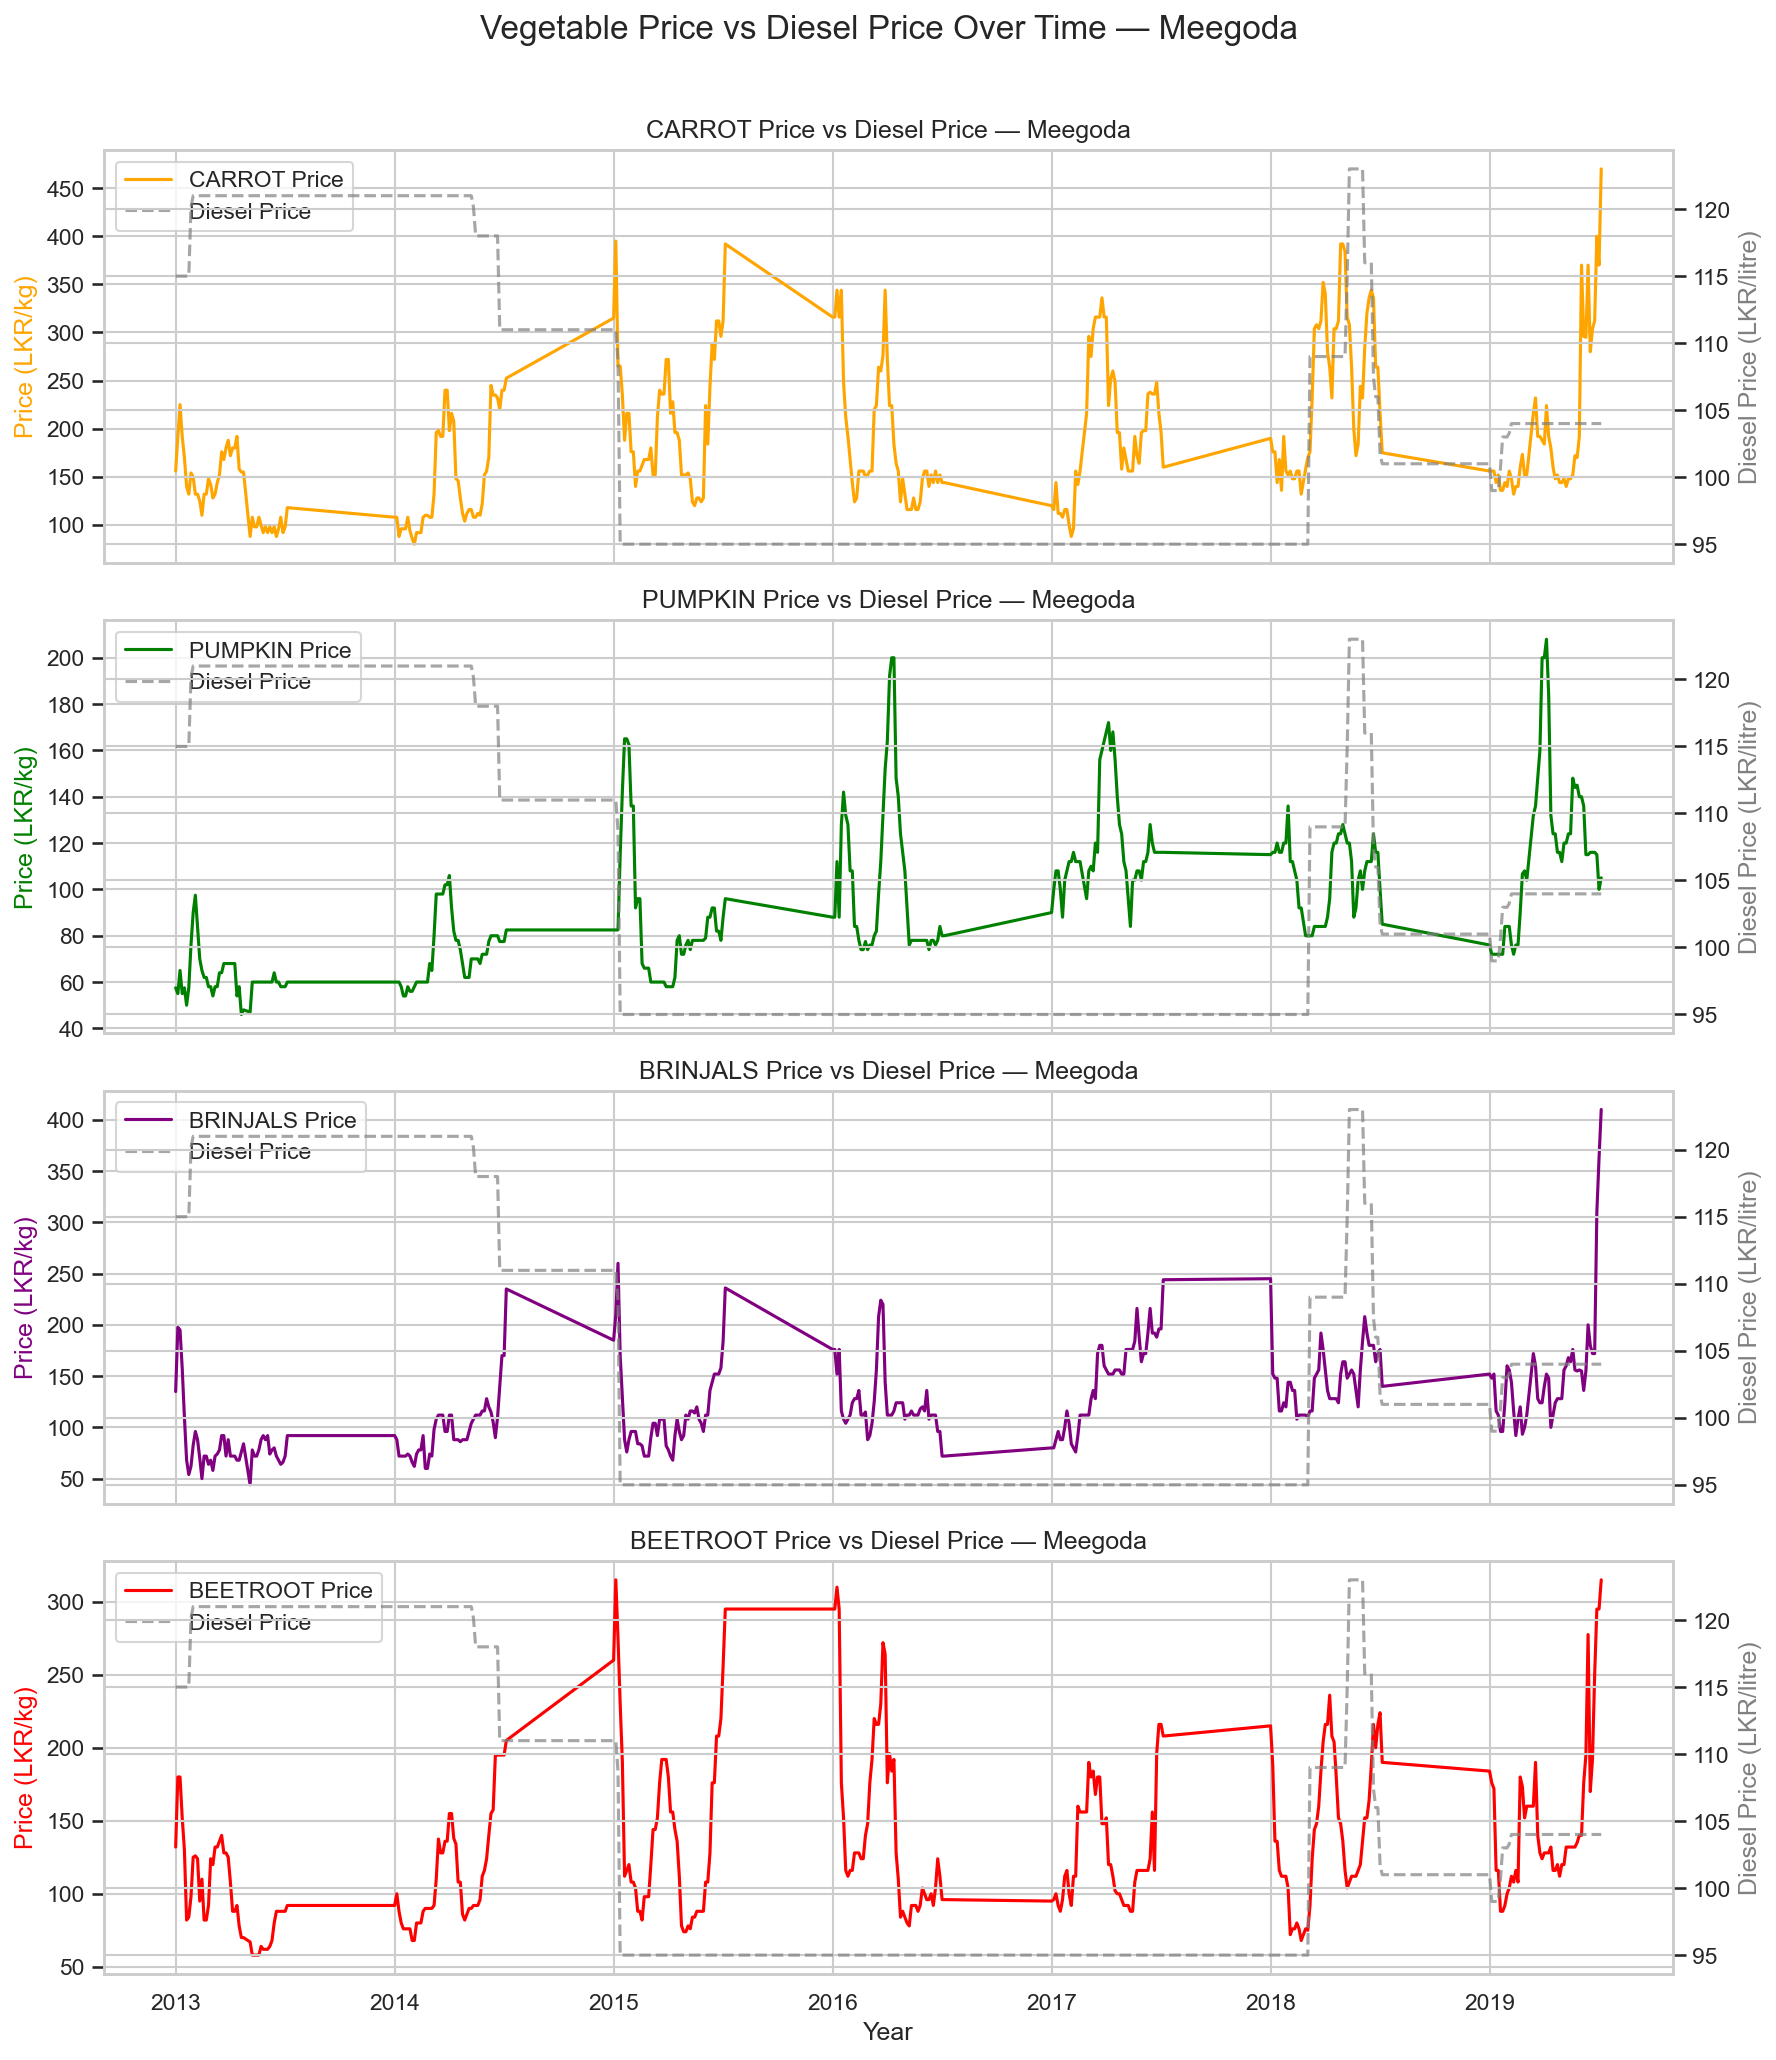 Vegetable Price vs Diesel Price Over Time — Meegoda
CARROT Price vs Diesel Price — Meegoda
CARROT Price
Diesel Price
450
400
350
300
250
200
150
100
Price (LKR/kg)
120
115
110
105
100
95
Diesel Price (LKR/litre)
PUMPKIN Price vs Diesel Price — Meegoda
PUMPKIN Price
Diesel Price
200
180
160
140
120
100
80
60
40
Price (LKR/kg)
120
115
110
105
100
95
Diesel Price (LKR/litre)
BRINJALS Price vs Diesel Price — Meegoda
BRINJALS Price
Diesel Price
400
350
300
250
200
150
100
50
Price (LKR/kg)
120
115
110
105
100
95
Diesel Price (LKR/litre)
BEETROOT Price vs Diesel Price — Meegoda
BEETROOT Price
Diesel Price
300
250
200
150
100
50
Price (LKR/kg)
120
115
110
105
100
95
Diesel Price (LKR/litre)
2013 2014 2015 2016 2017 2018 2019
Year